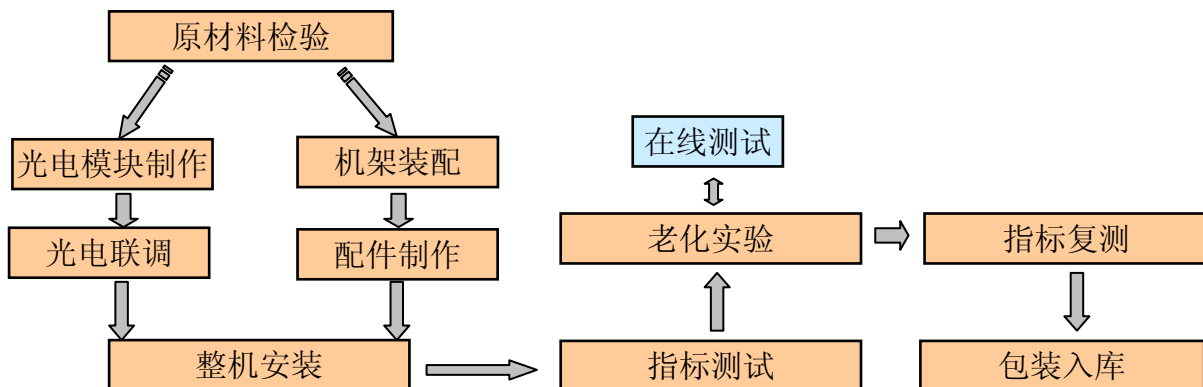 原材料检验
光电模块制作
机架装配
在线测试
光电联调
配件制作
老化实验
指标复测
整机安装
指标测试
包装入库